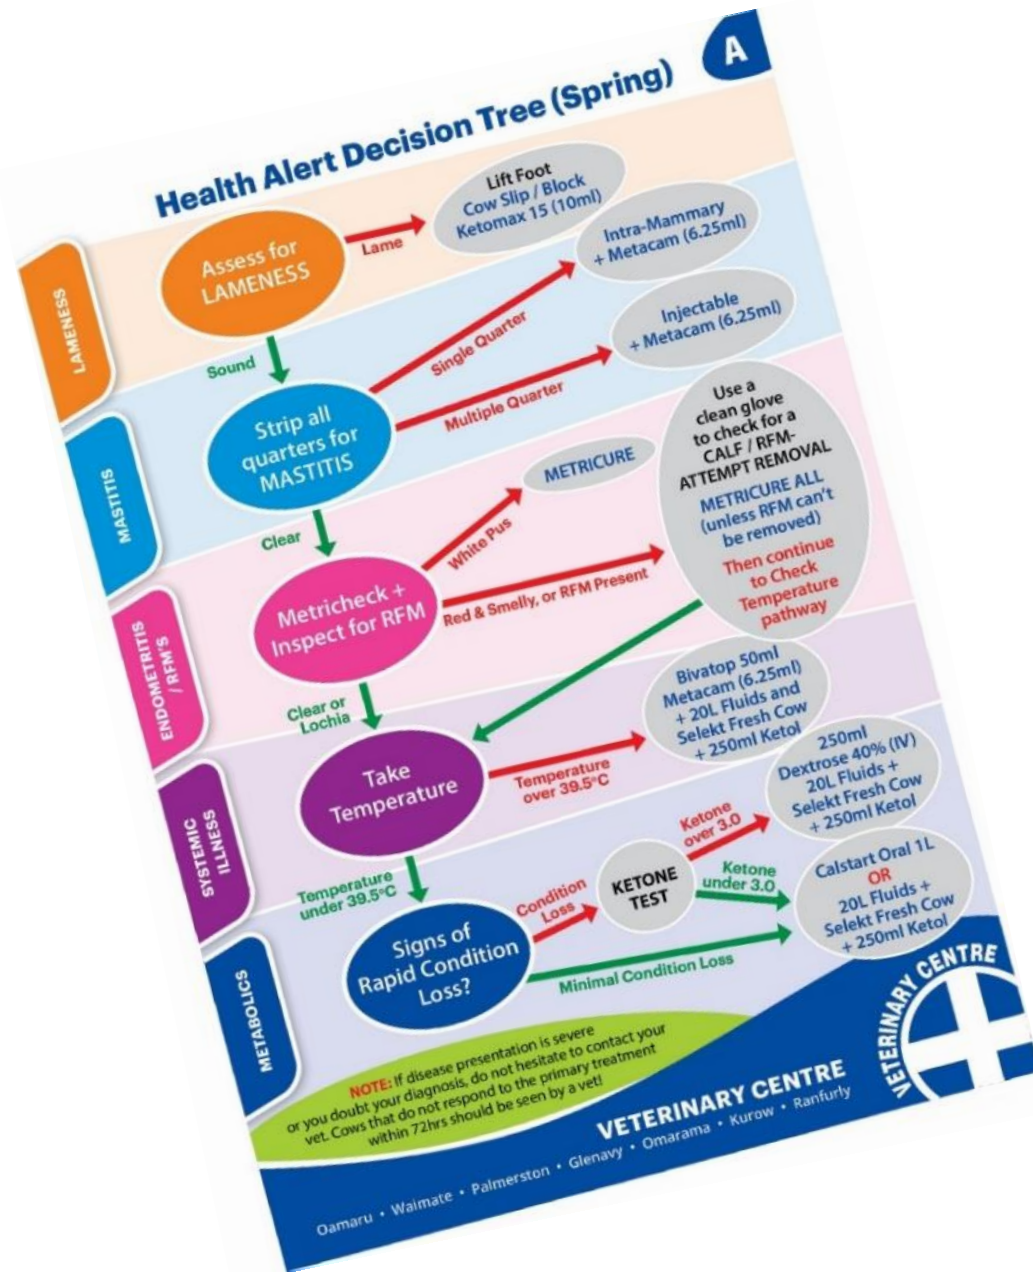 A
Health Alert Decision Tree (Spring)
LAMENESS
Assess for
LAMENESS
Lame
Lift Foot
Cow Slip / Block
Ketomax 15 (10ml)
Sound
MASTITIS
Strip all
quarters for
MASTITIS
Single Quarter
Intra-Mammary
+ Metacam (6.25ml)
Multiple Quarter
Injectable
+ Metacam (6.25ml)
Clear
ENDOMETRITIS
/ RFM'S
Metricheck +
Inspect for RFM
White Pus
METRICURE
Red & Smelly, or RFM Present
Use a
clean glove
to check for a
CALF / RFM-
ATTEMPT REMOVAL
METRICURE ALL
(unless RFM can't
be removed)
Then continue
to Check
Temperature
pathway
Clear or
Lochia
SYSTEMIC
ILLNESS
Take
Temperature
Temperature
over 39.5°C
Bivatop 50ml
Metacam (6.25ml)
+ 20L Fluids and
Selekt Fresh Cow
+ 250ml Ketol
Temperature
under 39.5°C
METABOLICS
Signs of
Rapid Condition
Loss?
Condition
Loss
KETONE
TEST
Ketone
over 3.0
250ml
Dextrose 40% (IV)
20L Fluids +
Selekt Fresh Cow
+ 250ml Ketol
Ketone
under 3.0
Minimal Condition Loss
Calstart Oral 1L
OR
20L Fluids +
Selekt Fresh Cow
+ 250ml Ketol
NOTE: If disease presentation is severe
or you doubt your diagnosis, do not hesitate to contact your
vet. Cows that do not respond to the primary treatment
within 72hrs should be seen by a vet!
VETERINARY CENTRE
VETERINARY CENTRE
Oamaru • Waimate • Palmerston • Glenavy • Omarama • Kurow • Ranfurly